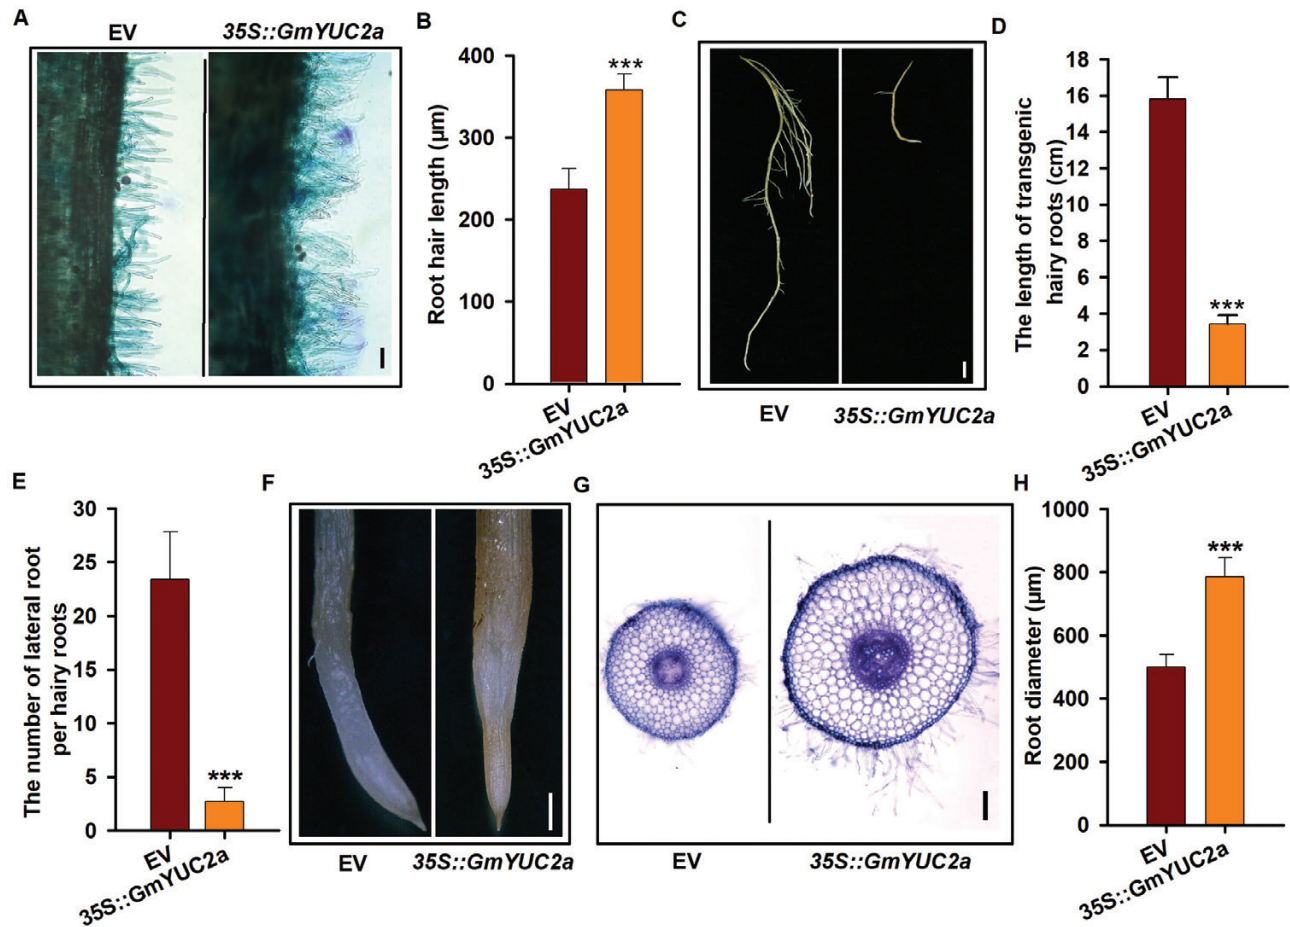 A
EV
35S::GmYUC2a
B
Root hair length (µm)
400
300
200
100
0
EV
35S::GmYUC2a
***
C
EV
35S::GmYUC2a
D
The length of transgenic
hairy roots (cm)
18
16
14
12
10
8
6
4
2
0
***
EV
35S::GmYUC2a
E
The number of lateral root
per hairy roots
30
25
20
15
10
5
0
***
EV
35S::GmYUC2a
F
EV
35S::GmYUC2a
G
EV
35S::GmYUC2a
H
Root diameter (µm)
1000
800
600
400
200
0
***
EV
35S::GmYUC2a